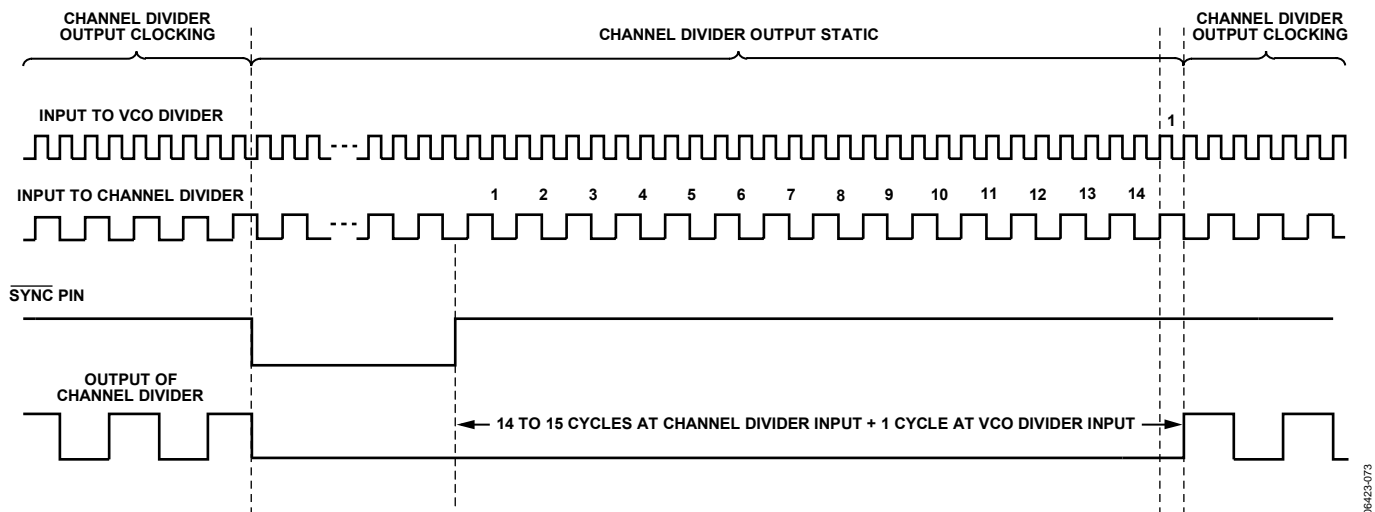 CHANNEL DIVIDER
OUTPUT CLOCKING
CHANNEL DIVIDER OUTPUT STATIC
CHANNEL DIVIDER
OUTPUT CLOCKING
INPUT TO VCO DIVIDER
1
INPUT TO CHANNEL DIVIDER
1 2 3 4 5 6 7 8 9 10 11 12 13 14
SYNC PIN
OUTPUT OF
CHANNEL DIVIDER
14 TO 15 CYCLES AT CHANNEL DIVIDER INPUT + 1 CYCLE AT VCO DIVIDER INPUT
06423-073